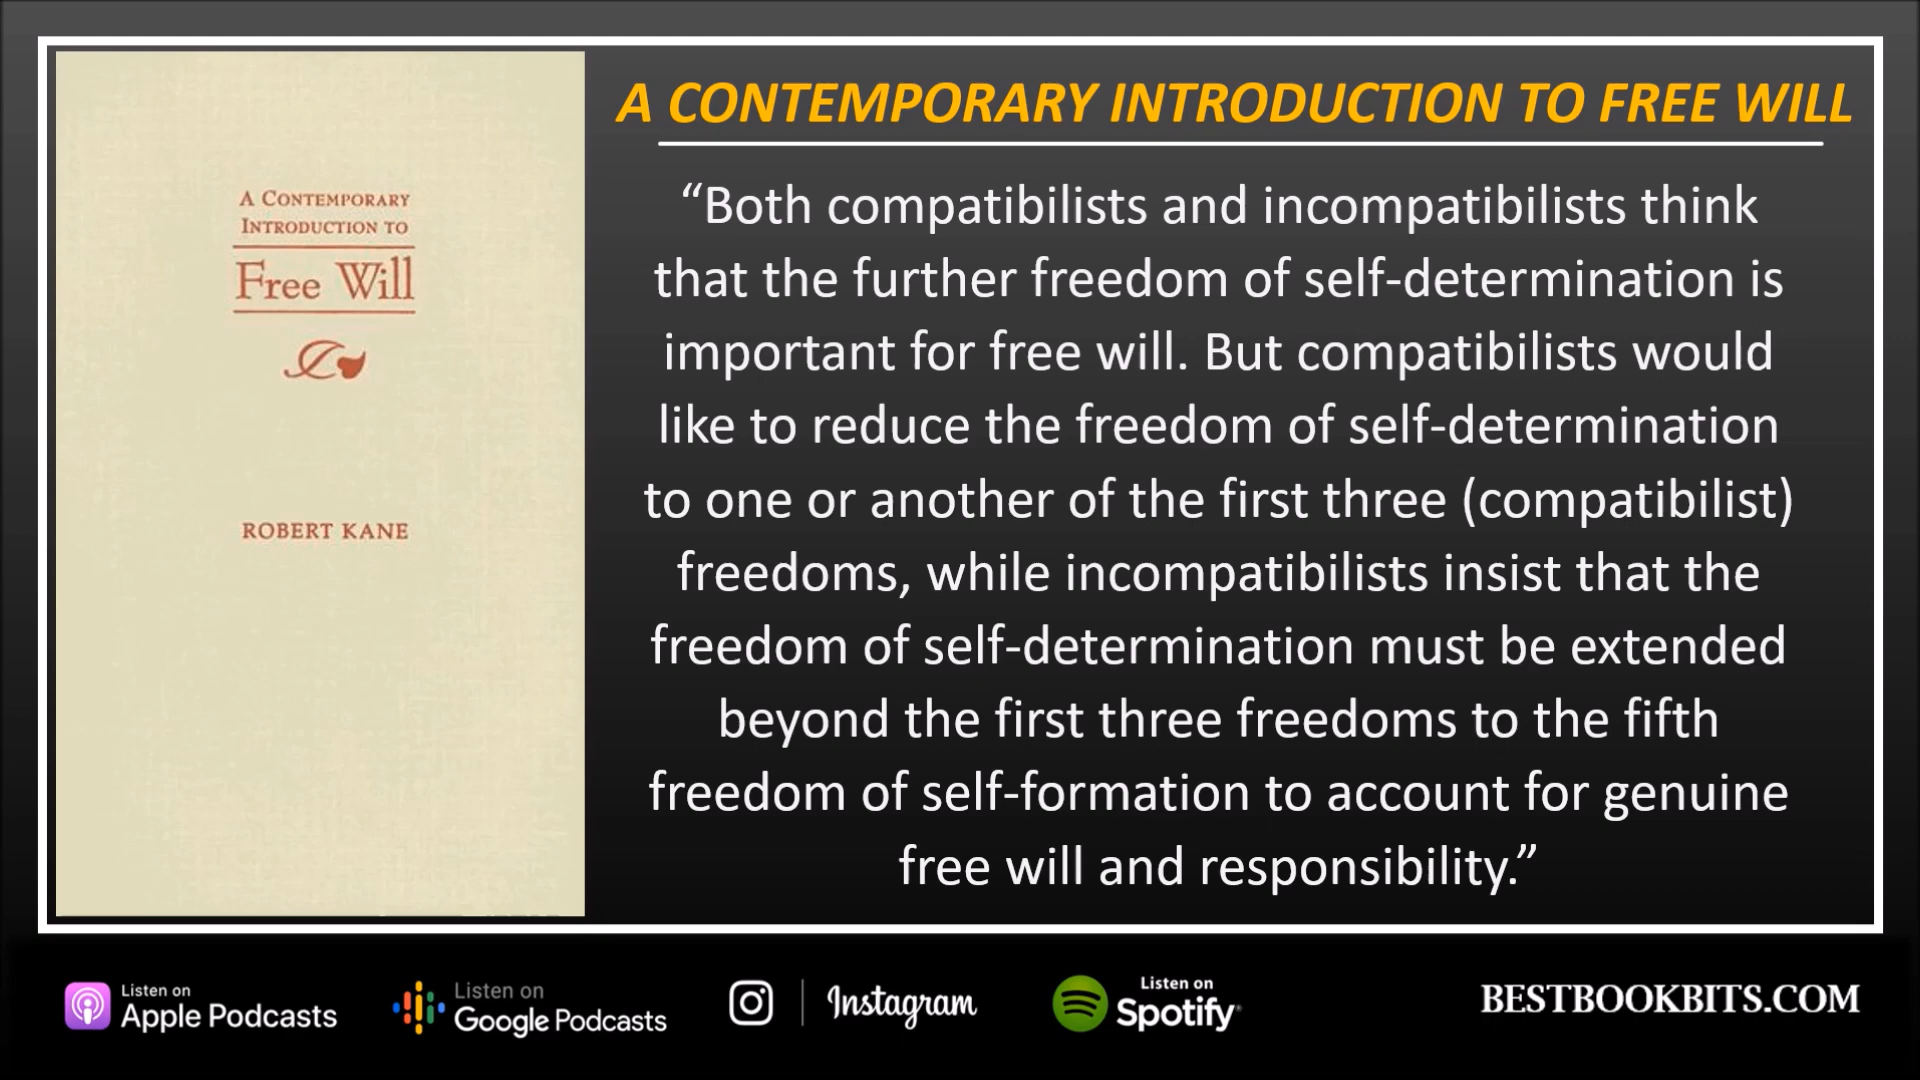 A CONTEMPORARY
INTRODUCTION TO
Free Will
ROBERT KANE
A CONTEMPORARY INTRODUCTION TO FREE WILL
“Both compatibilists and incompatibilists think
that the further freedom of self-determination is
important for free will. But compatibilists would
like to reduce the freedom of self-determination
to one or another of the first three (compatibilist)
freedoms, while incompatibilists insist that the
freedom of self-determination must be extended
beyond the first three freedoms to the fifth
freedom of self-formation to account for genuine
free will and responsibility.”
Listen on
Apple Podcasts
Listen on
Google Podcasts
Instagram
Listen on
Spotify
BESTBOOKBITS.COM